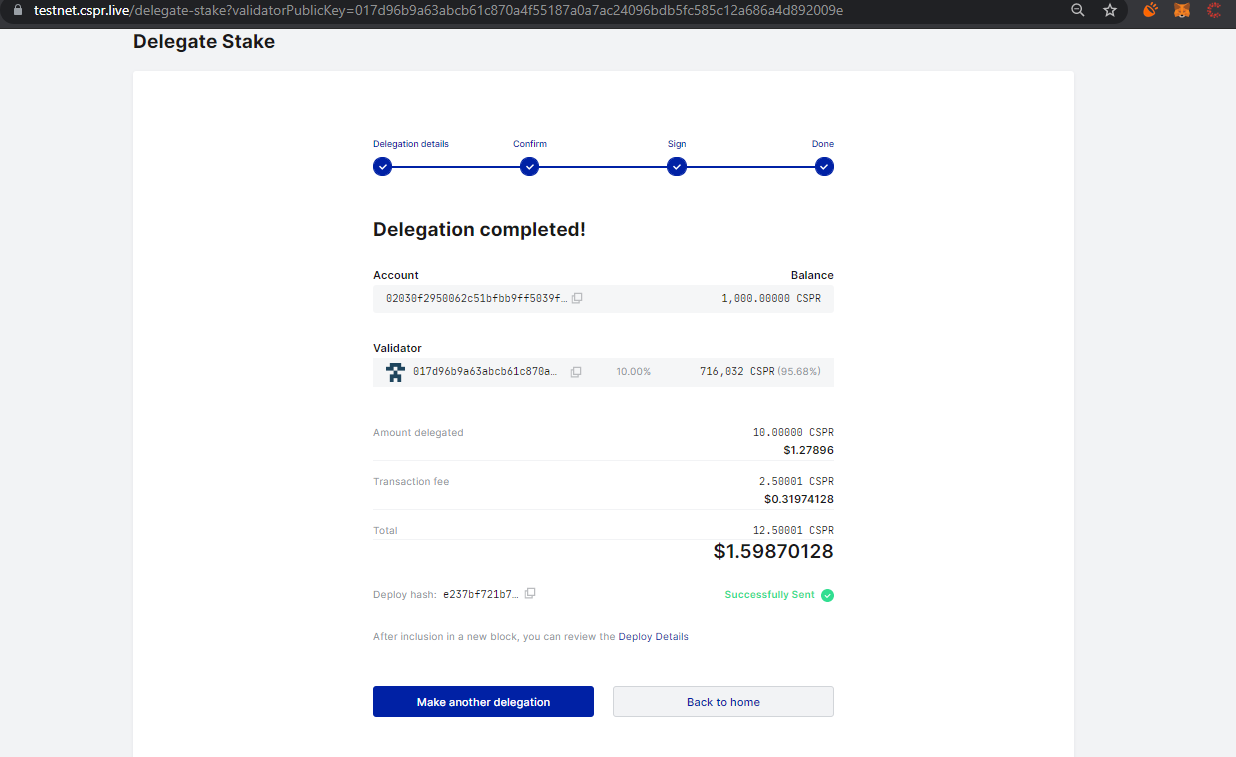 testnet.cspr.live/delegate-stake?validatorPublicKey=017d96b9a63abcb61c870a4f55187a0a7ac24096bdb5fc585c12a686a4d892009e
Delegate Stake
Delegation details Confirm Sign Done
Delegation completed!
Account Balance
02030f2950062c51bfbb9ff5039f… 1,000.00000 CSPR
Validator
017d96b9a63abcb61c870a… 10.00% 716,032 CSPR (95.68%)
Amount delegated 10.00000 CSPR
$1.27896
Transaction fee 2.50001 CSPR
$0.31974128
Total 12.50001 CSPR
$1.59870128
Deploy hash: e237bf721b7… Successfully Sent
After inclusion in a new block, you can review the Deploy Details
Make another delegation Back to home